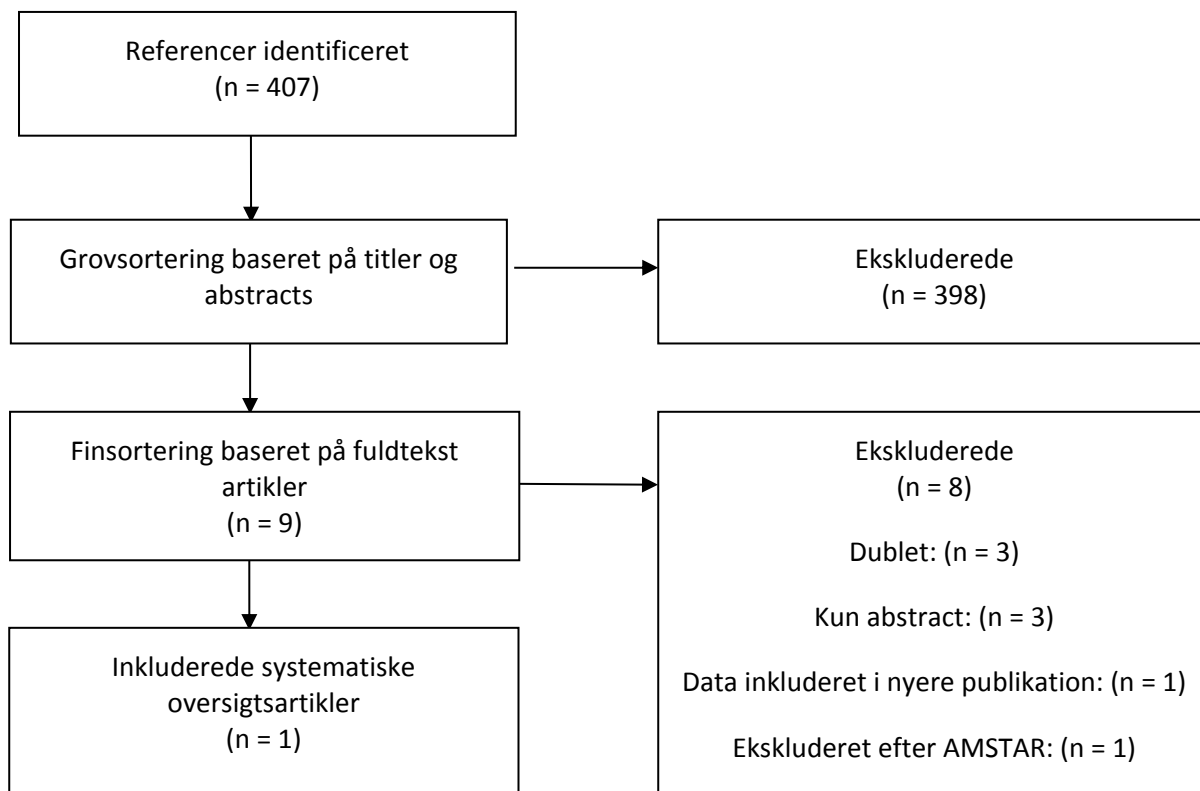 Referencer identificeret
(n = 407)
Grovsortering baseret på titler og
abstracts
Ekskluderede
(n = 398)
Finsortering baseret på fuldtekst
artikler
(n = 9)
Ekskluderede
(n = 8)
Dublet: (n = 3)
Kun abstract: (n = 3)
Data inkluderet i nyere publikation: (n = 1)
Ekskluderet efter AMSTAR: (n = 1)
Inkluderede systematiske
oversigtsartikler
(n = 1)